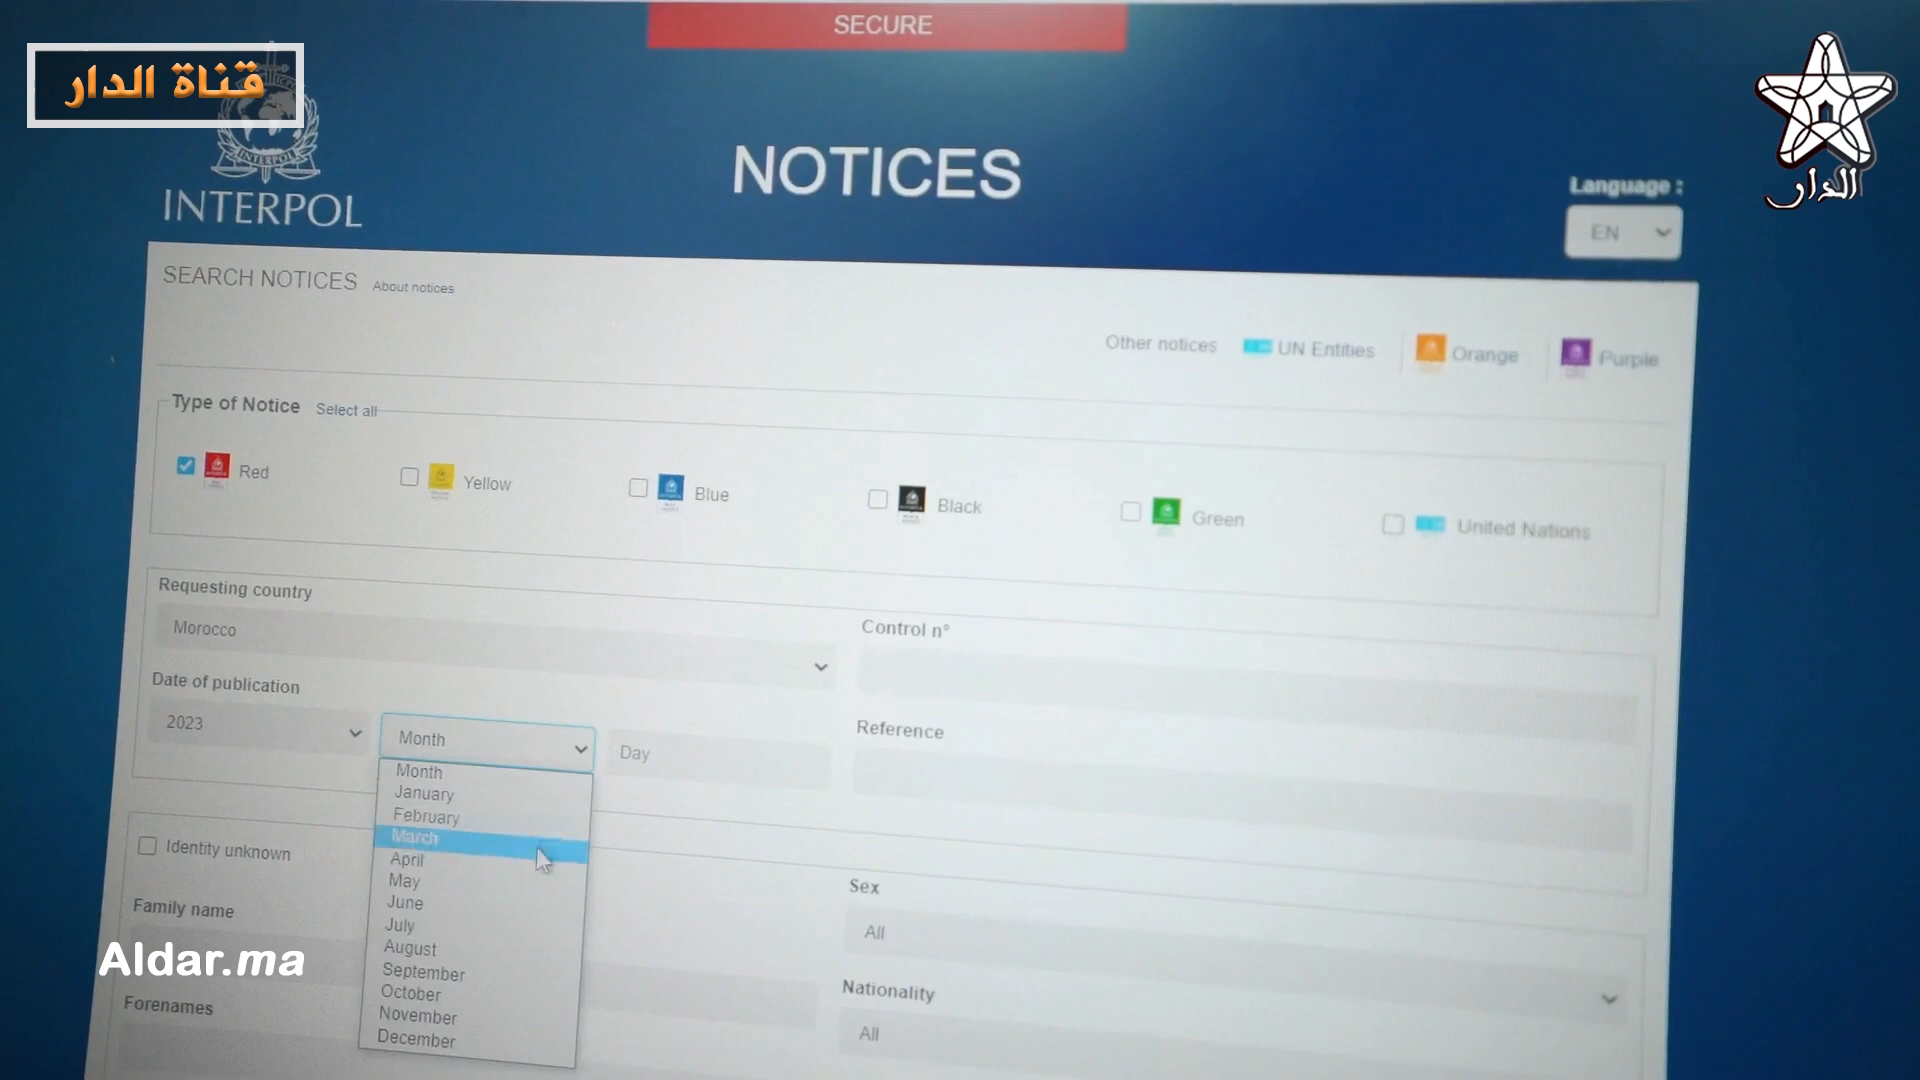 SECURE
قناة الدار
INTERPOL
INTERPOL
NOTICES
Language :
EN
الدار
SEARCH NOTICES About notices
Other notices UN Entities Orange Purple
Type of Notice Select all
Red Yellow Blue Black Green United Nations
Requesting country
Morocco
Control n°
Date of publication
2023 Month Day
Reference
Month
January
February
March
April
May
June
July
August
September
October
November
December
Identity unknown
Sex
All
Family name
Aldar.ma
Nationality
All
Forenames